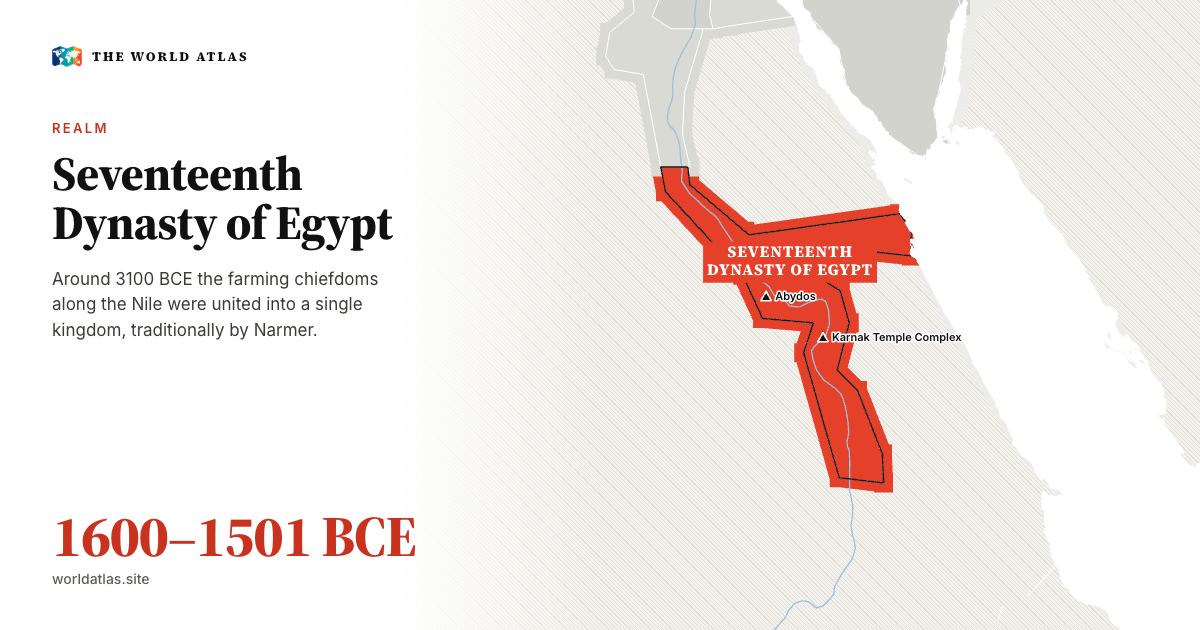 THE WORLD ATLAS
REALM
Seventeenth
Dynasty of Egypt
Around 3100 BCE the farming chiefdoms
along the Nile were united into a single
kingdom, traditionally by Narmer.
1600–1501 BCE
worldatlas.site
SEVENTEENTH
DYNASTY OF EGYPT
Abydos
Karnak Temple Complex